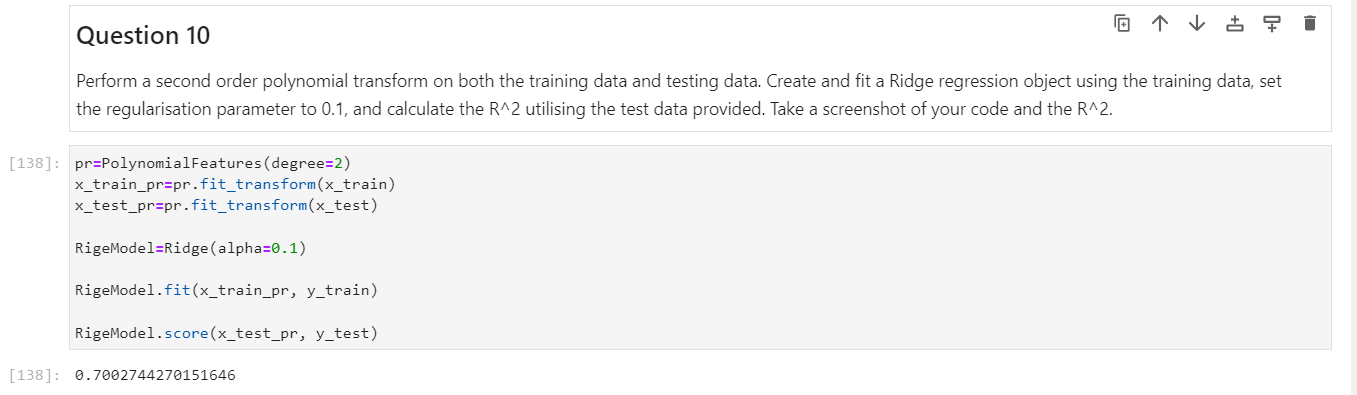 Question 10
Perform a second order polynomial transform on both the training data and testing data. Create and fit a Ridge regression object using the training data, set
the regularisation parameter to 0.1, and calculate the R^2 utilising the test data provided. Take a screenshot of your code and the R^2.
[138]: pr=PolynomialFeatures(degree=2)
x_train_pr=pr.fit_transform(x_train)
x_test_pr=pr.fit_transform(x_test)
RigeModel=Ridge(alpha=0.1)
RigeModel.fit(x_train_pr, y_train)
RigeModel.score(x_test_pr, y_test)
[138]: 0.7002744270151646